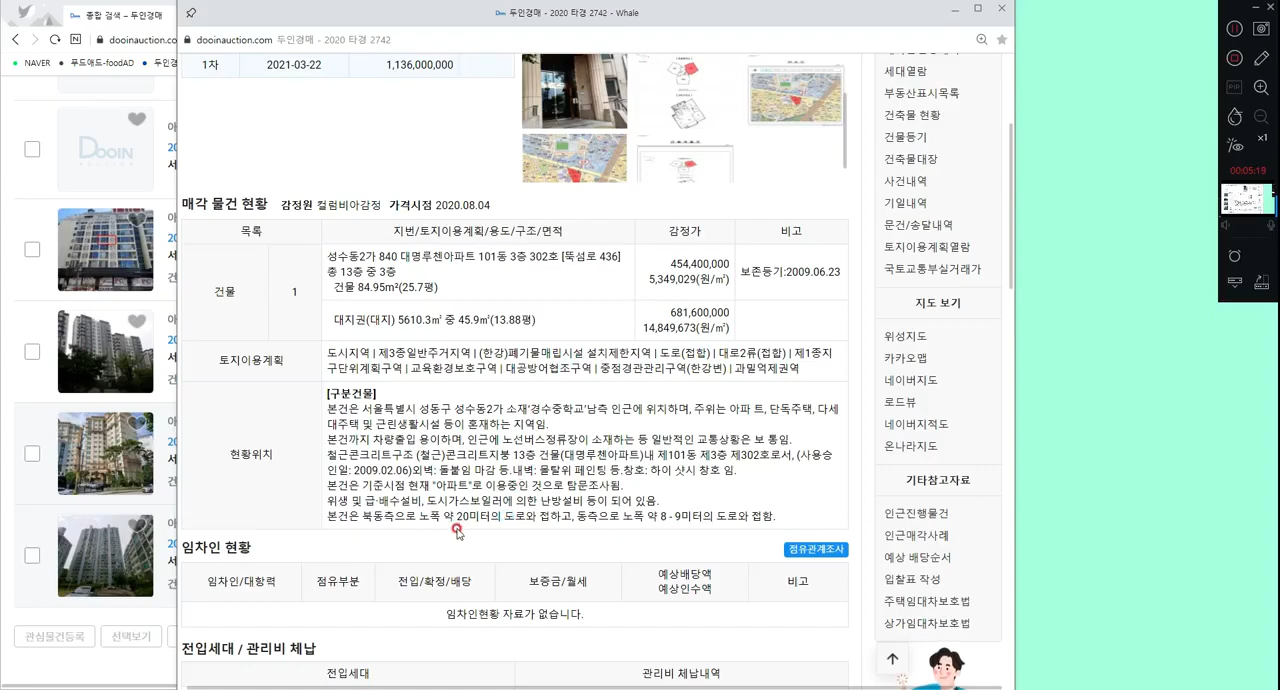 종합 검색 – 두인경매
두인경매 - 2020 타경 2742 - Whale
dooinauction.co
dooinauction.com 두인경매 - 2020 타경 2742
NAVER
푸드애드-foodAD
두인경
DOOIN
관심물건등록
선택보기
1차 2021-03-22 1,136,000,000
매각 물건 현황 감정원 컬럼비아감정 가격시점 2020.08.04
목록 지번/토지이용계획/용도/구조/면적 감정가 비고
건물 1
성수동2가 840 대명루첸아파트 101동 3층 302호 [뚝섬로 436]
총 13층 중 3층
건물 84.95m²(25.7평)
454,400,000
5,349,029(원/㎡)
보존등기:2009.06.23
대지권(대지) 5610.3㎡ 중 45.9㎡(13.88평)
681,600,000
14,849,673(원/㎡)
토지이용계획
도시지역 | 제3종일반주거지역 | (한강)폐기물매립시설 설치제한지역 | 도로(접합) | 대로2류(접합) | 제1종지
구단위계획구역 | 교육환경보호구역 | 대공방어협조구역 | 중점경관관리구역(한강변) | 과밀억제권역
현황위치
[구분건물]
본건은 서울특별시 성동구 성수동2가 소재'경수중학교'남측 인근에 위치하며, 주위는 아파 트, 단독주택, 다세
대주택 및 근린생활시설 등이 혼재하는 지역임.
본건까지 차량출입 용이하며, 인근에 노선버스정류장이 소재하는 등 일반적인 교통상황은 보 통임.
철근콘크리트구조 (철근)콘크리트지붕 13층 건물(대명루첸아파트)내 제101동 제3층 제302호로서, (사용승
인일: 2009.02.06)외벽: 돌붙임 마감 등.내벽: 몰탈위 페인팅 등.창호: 하이 샷시 창호 임.
본건은 기준시점 현재 "아파트"로 이용중인 것으로 탐문조사됨.
위생 및 급·배수설비, 도시가스보일러에 의한 난방설비 등이 되어 있음.
본건은 북동측으로 노폭 약 20미터의 도로와 접하고, 동측으로 노폭 약 8 - 9미터의 도로와 접함.
임차인 현황
점유관계조사
임차인/대항력 점유부분 전입/확정/배당 보증금/월세 예상배당액 비고
예상인수액
임차인현황 자료가 없습니다.
전입세대 / 관리비 체납
전입세대 관리비 체납내역
세대열람
부동산표시목록
건축물 현황
건물등기
건축물대장
사건내역
기일내역
문건/송달내역
토지이용계획열람
국토교통부실거래가
지도 보기
위성지도
카카오맵
네이버지도
로드뷰
네이버지적도
온나라지도
기타참고자료
인근진행물건
인근매각사례
예상 배당순서
입찰표 작성
주택임대차보호법
상가임대차보호법
x1
00:05:19